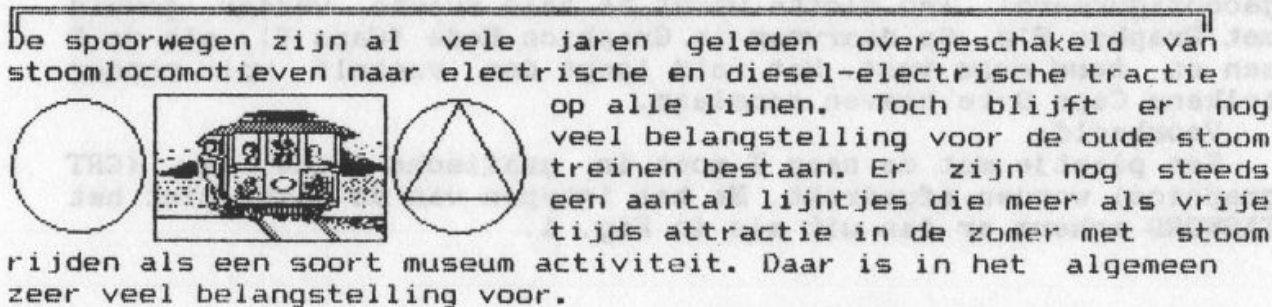 De spoorwegen zijn al vele jaren geleden overgeschakeld van
stoomlocomotieven naar electrische en diesel-electrische tractie
op alle lijnen. Toch blijft er nog
veel belangstelling voor de oude stoom
treinen bestaan. Er zijn nog steeds
een aantal lijntjes die meer als vrije
tijds attractie in de zomer met stoom
rijden als een soort museum activiteit. Daar is in het algemeen
zeer veel belangstelling voor.